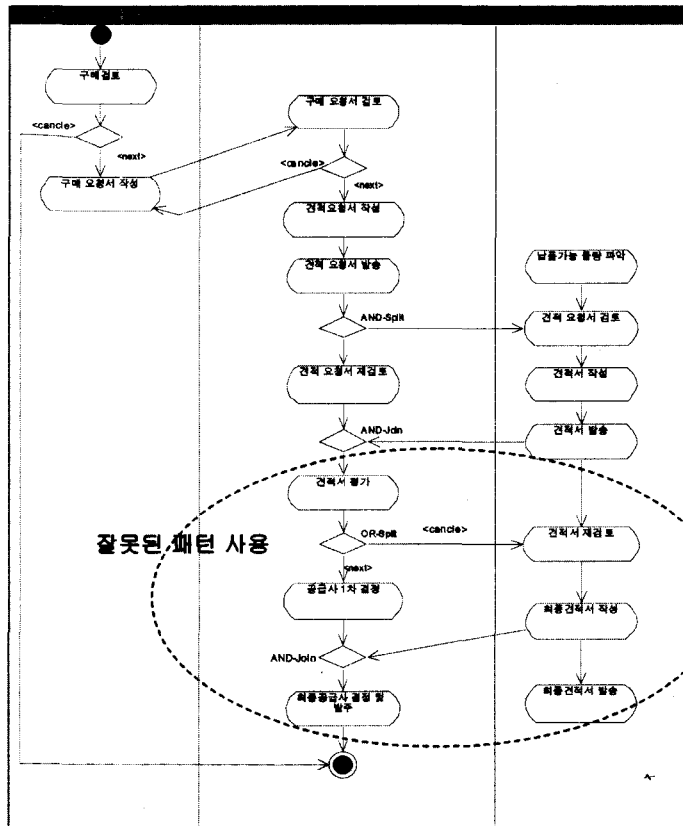 구매검토
<cancle>
<next>
구매 요청서 작성
구매 요청서 검토
<cancle>
<next>
견적요청서 작성
견적 요청서 발송
AND-Split
견적 요청서 재검토
AND-Join
견적서 평가
OR-Split
<cancle>
<next>
공급사 1차 결정
AND-Join
최종공급사 결정 및
발주
납품가능 물량 파악
견적 요청서 검토
견적서 작성
견적서 발송
견적서 재검토
최종견적서 작성
최종견적서 발송
잘못된 패턴 사용